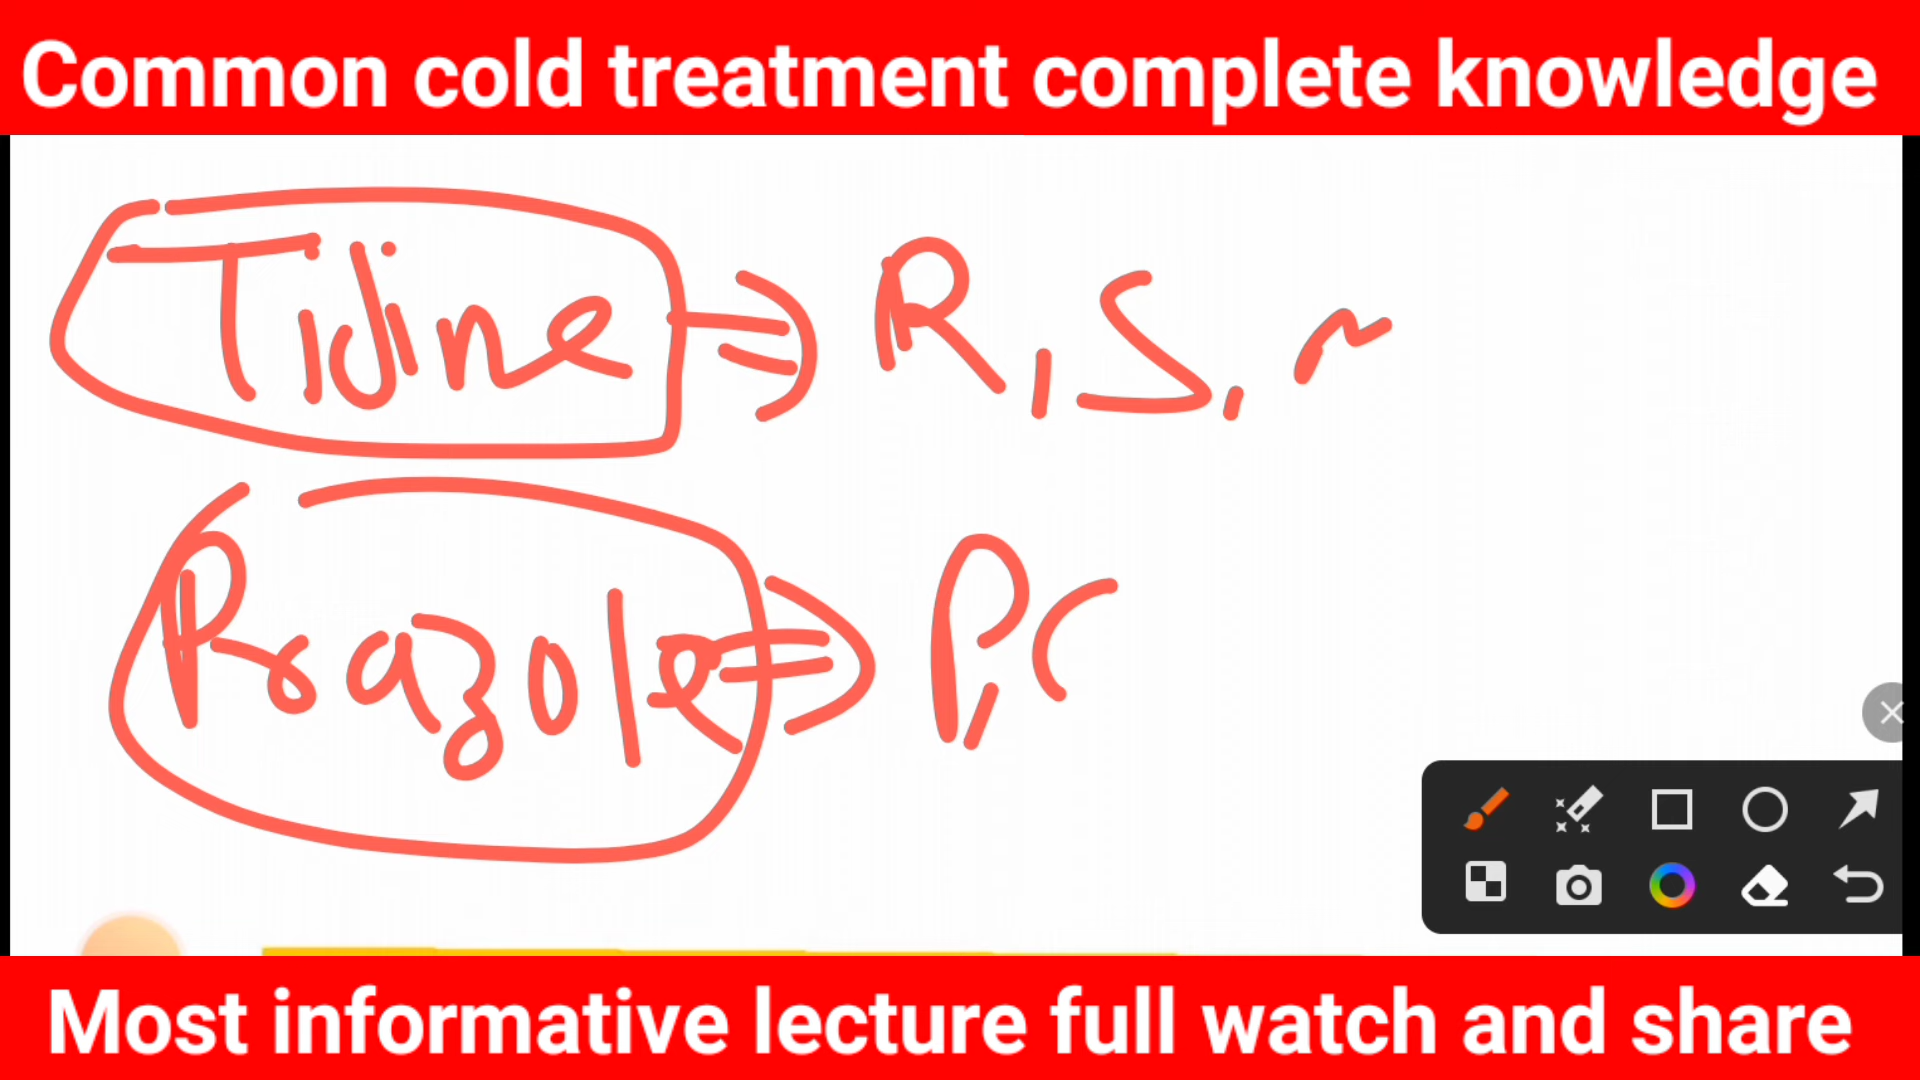 Common cold treatment complete knowledge
Tidine ⇒ R, S,
Prazole ⇒ P,
Most informative lecture full watch and share